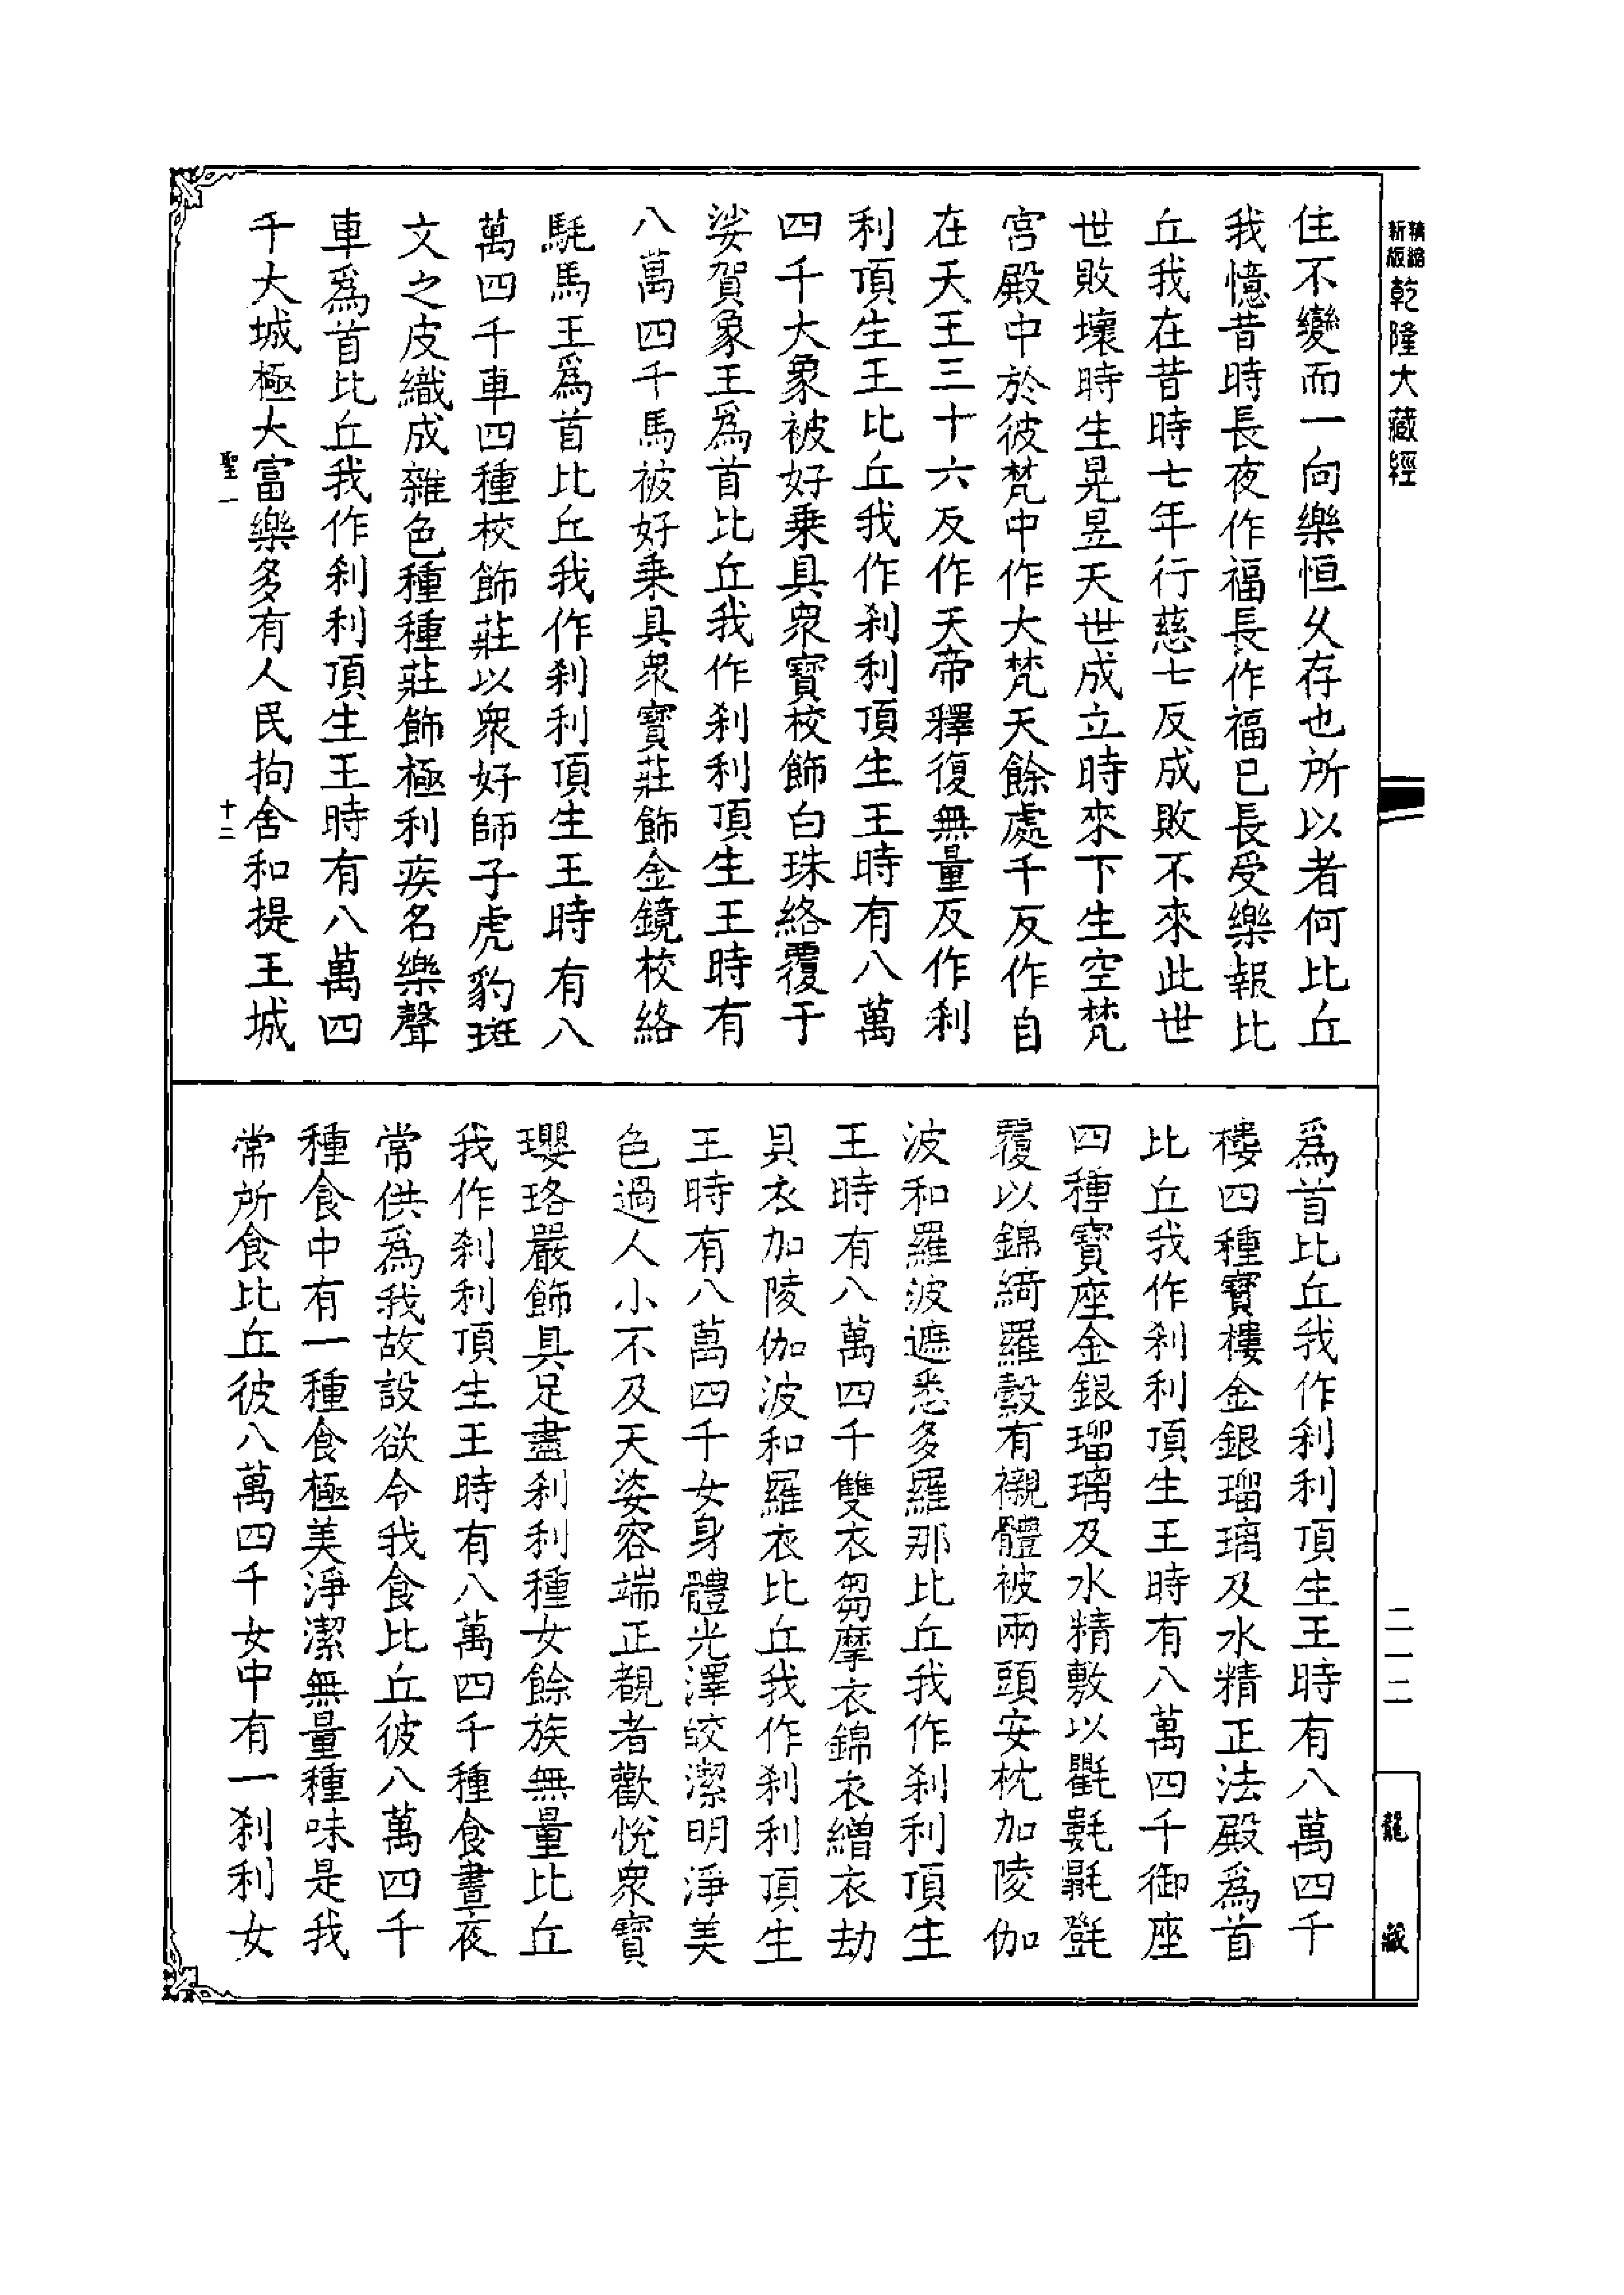 精縮新版乾隆大藏經
住不變而一向樂恒久存也所以者何比丘
我憶昔時長夜作福長作福已長受樂報比
丘我在昔時七年行慈七反成敗不來此世
世敗壞時生晃昱天世成立時來下生空梵
宮殿中於彼梵中作大梵天餘處千反作自
在天王三十六反作天帝釋復無量反作剎
利頂生王比丘我作剎利頂生王時有八萬
四千大象被好乗具衆寶校飾白珠絡覆于
娑賀象王爲首比丘我作剎利頂生王時有
八萬四千馬被好乗具衆寶莊飾金鏡校絡
駹馬王爲首比丘我作剎利頂生王時有八
萬四千車四種校飾莊以衆好師子虎豹斑
文之皮織成雜色種種莊飾極利疾名樂聲
車爲首比丘我作剎利頂生王時有八萬四
千大城極大富樂多有人民拘舍和提王城
聖一 十二
爲首比丘我作剎利頂生王時有八萬四千
樓四種寶樓金銀瑠璃及水精正法殿爲首
比丘我作剎利頂生王時有八萬四千御座
四種寶座金銀瑠璃及水精敷以氍氀毾㲪
覆以錦綺羅縠有襯體被兩頭安枕加陵伽
波和羅波遮悉多羅那比丘我作剎利頂生
王時有八萬四千雙衣芻摩衣錦衣繒衣劫
貝衣加陵伽波和羅衣比丘我作剎利頂生
王時有八萬四千女身體光澤皎潔明淨美
色過人小不及天姿容端正覩者歡悅衆寶
瓔珞嚴飾具足盡剎利種女餘族無量比丘
我作剎利頂生王時有八萬四千種食晝夜
常供爲我故設欲令我食比丘彼八萬四千
種食中有一種食極美淨潔無量種味是我
常所食比丘彼八萬四千女中有一剎利女
二一二
龍藏